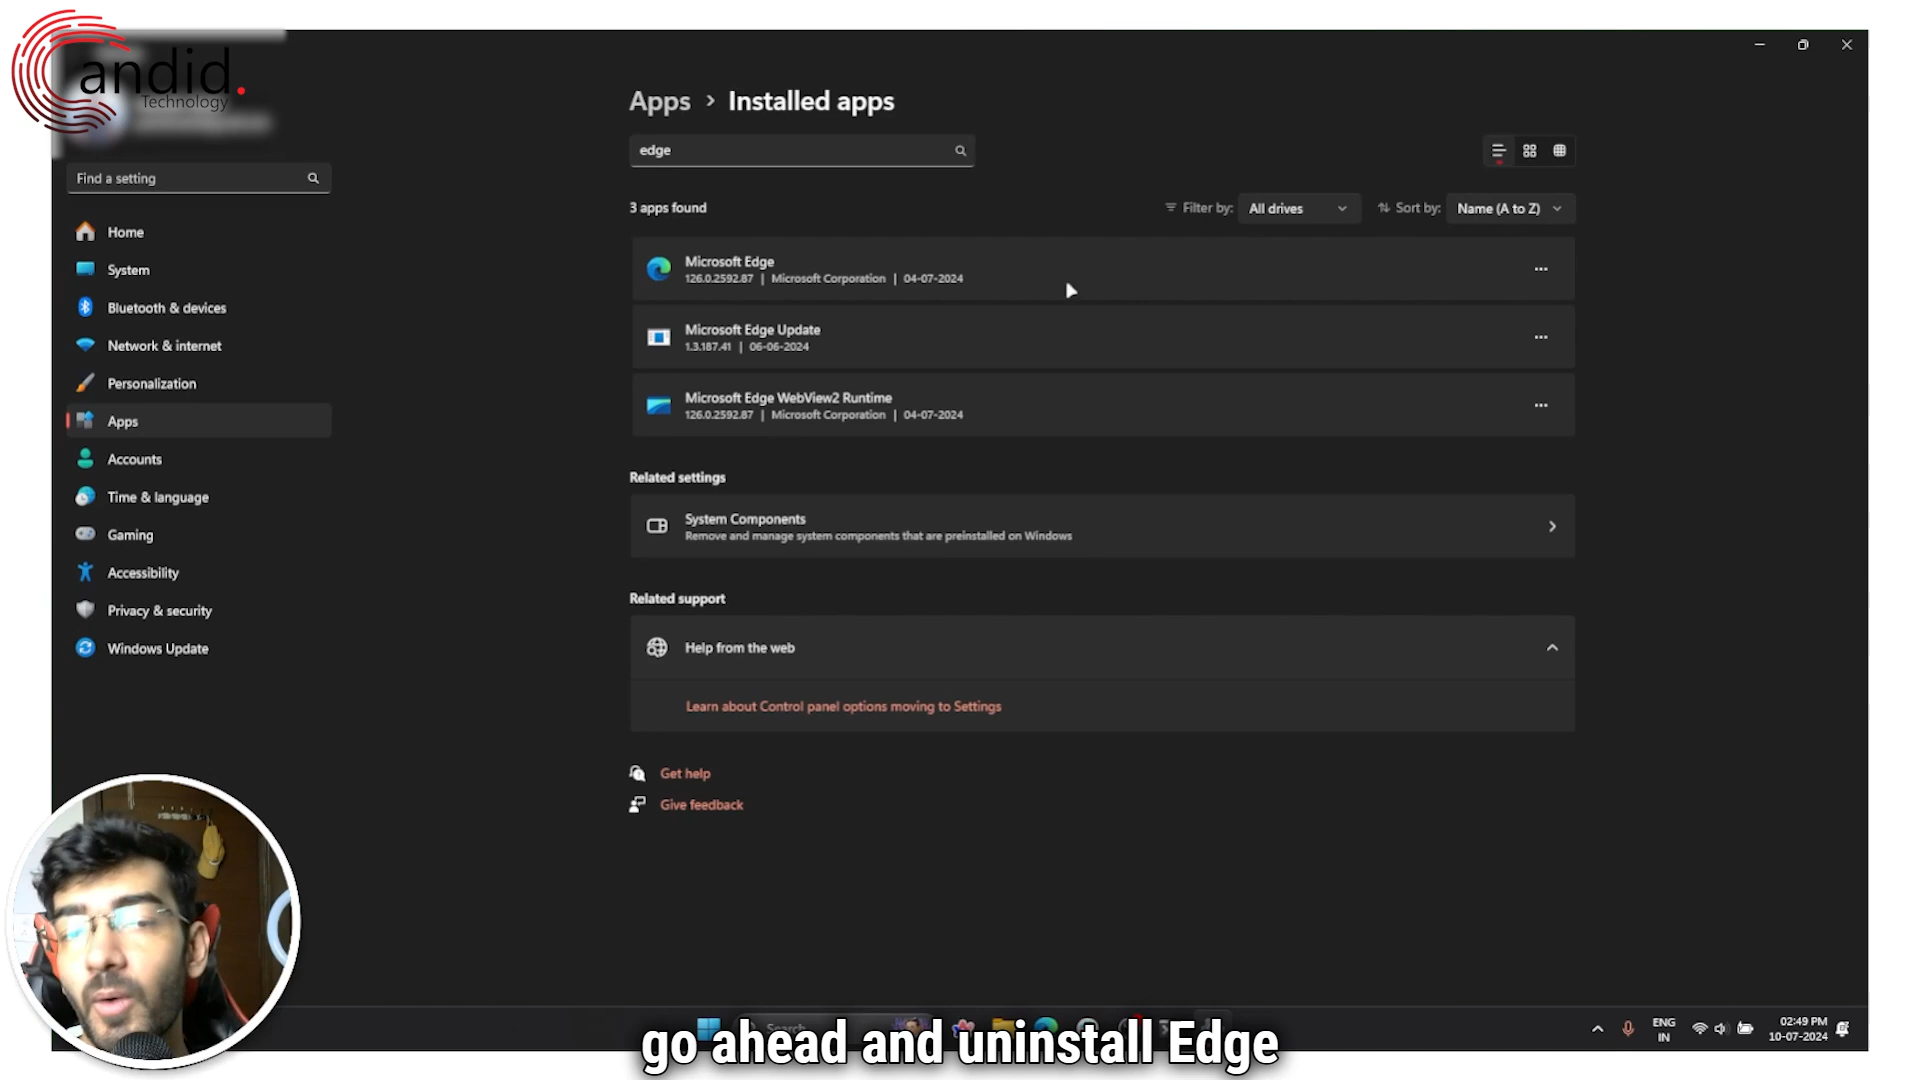 andid.
Technology
Find a setting
Home
System
Bluetooth & devices
Network & internet
Personalization
Apps
Accounts
Time & language
Gaming
Accessibility
Privacy & security
Windows Update
Apps > Installed apps
edge
3 apps found
Filter by: All drives
Sort by: Name (A to Z)
Microsoft Edge
126.0.2592.87 | Microsoft Corporation | 04-07-2024
Microsoft Edge Update
1.3.187.41 | 06-06-2024
Microsoft Edge WebView2 Runtime
126.0.2592.87 | Microsoft Corporation | 04-07-2024
Related settings
System Components
Remove and manage system components that are preinstalled on Windows
Related support
Help from the web
Learn about Control panel options moving to Settings
Get help
Give feedback
Search
go ahead and uninstall Edge
ENG
IN
02:49 PM
10-07-2024